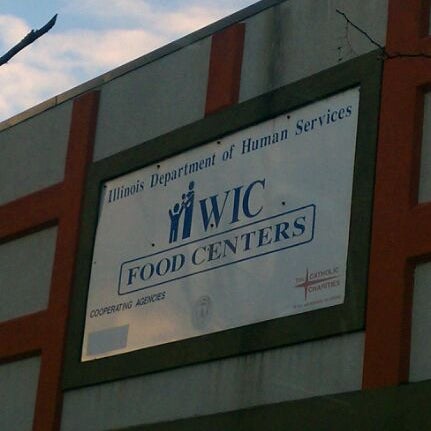 Illinois Department of Human Services
WIC
FOOD CENTERS
COOPERATING AGENCIES
CATHOLIC
CHARITIES